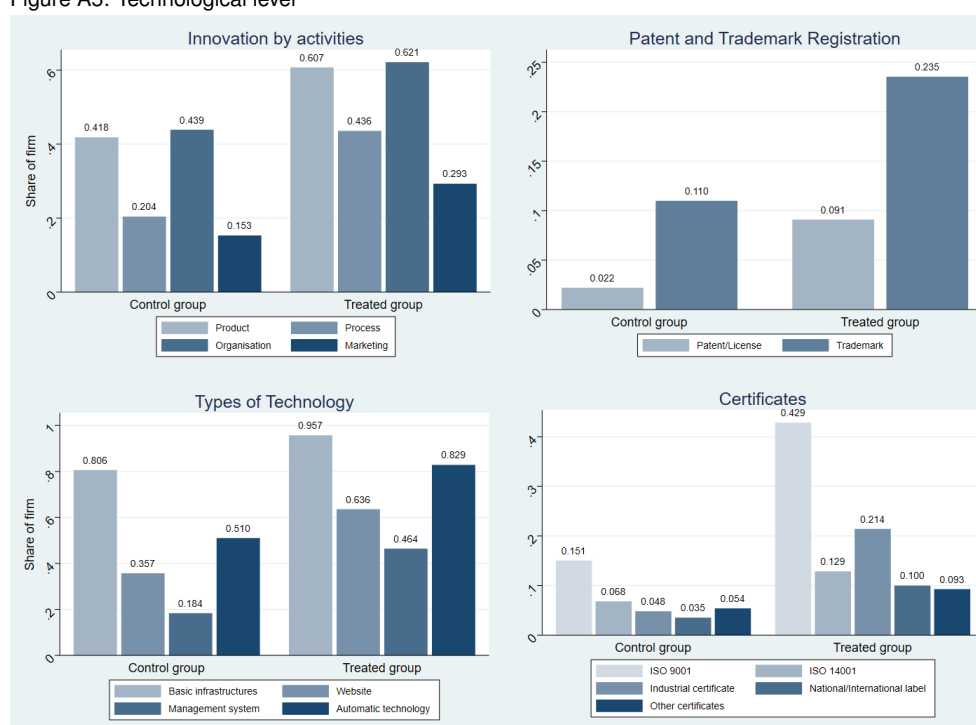 Figure A5: Technological level
Innovation by activities
Share of firm
0 .2 .4 .6
0.418 0.204 0.439 0.153 0.607 0.436 0.621 0.293
Control group Treated group
Product Process
Organisation Marketing
Patent and Trademark Registration
0 .05 .1 .15 .2 .25
0.022 0.110 0.091 0.235
Control group Treated group
Patent/License Trademark
Types of Technology
Share of firm
0 .2 .4 .6 .8 1
0.806 0.357 0.184 0.510 0.957 0.636 0.464 0.829
Control group Treated group
Basic infrastructures Website
Management system Automatic technology
Certificates
0 .1 .2 .3 .4
0.151 0.068 0.048 0.035 0.054 0.429 0.129 0.214 0.100 0.093
Control group Treated group
ISO 9001 ISO 14001
Industrial certificate National/International label
Other certificates